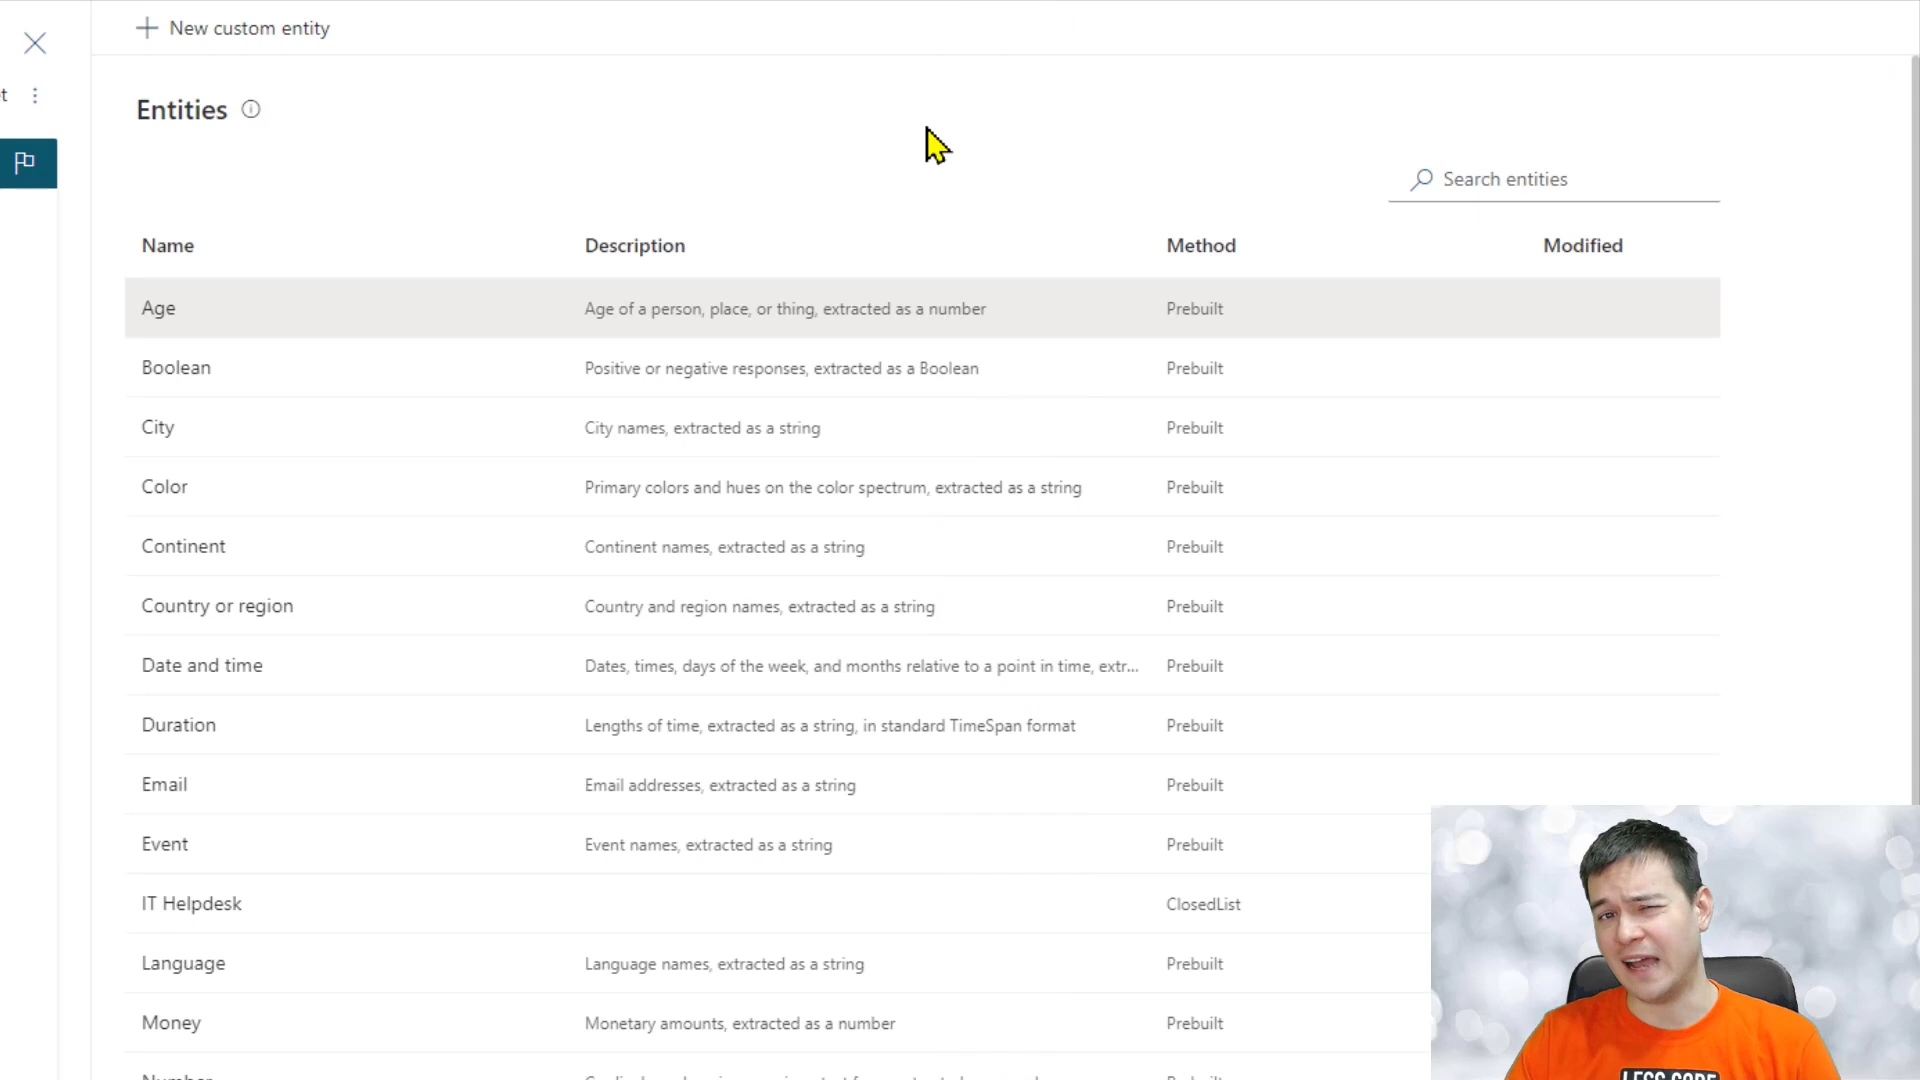 New custom entity
t
Entities
Search entities
Name Description Method Modified
Age Age of a person, place, or thing, extracted as a number Prebuilt
Boolean Positive or negative responses, extracted as a Boolean Prebuilt
City City names, extracted as a string Prebuilt
Color Primary colors and hues on the color spectrum, extracted as a string Prebuilt
Continent Continent names, extracted as a string Prebuilt
Country or region Country and region names, extracted as a string Prebuilt
Date and time Dates, times, days of the week, and months relative to a point in time, extr... Prebuilt
Duration Lengths of time, extracted as a string, in standard TimeSpan format Prebuilt
Email Email addresses, extracted as a string Prebuilt
Event Event names, extracted as a string Prebuilt
IT Helpdesk ClosedList
Language Language names, extracted as a string Prebuilt
Money Monetary amounts, extracted as a number Prebuilt
Number Prebuilt
LESS CODE